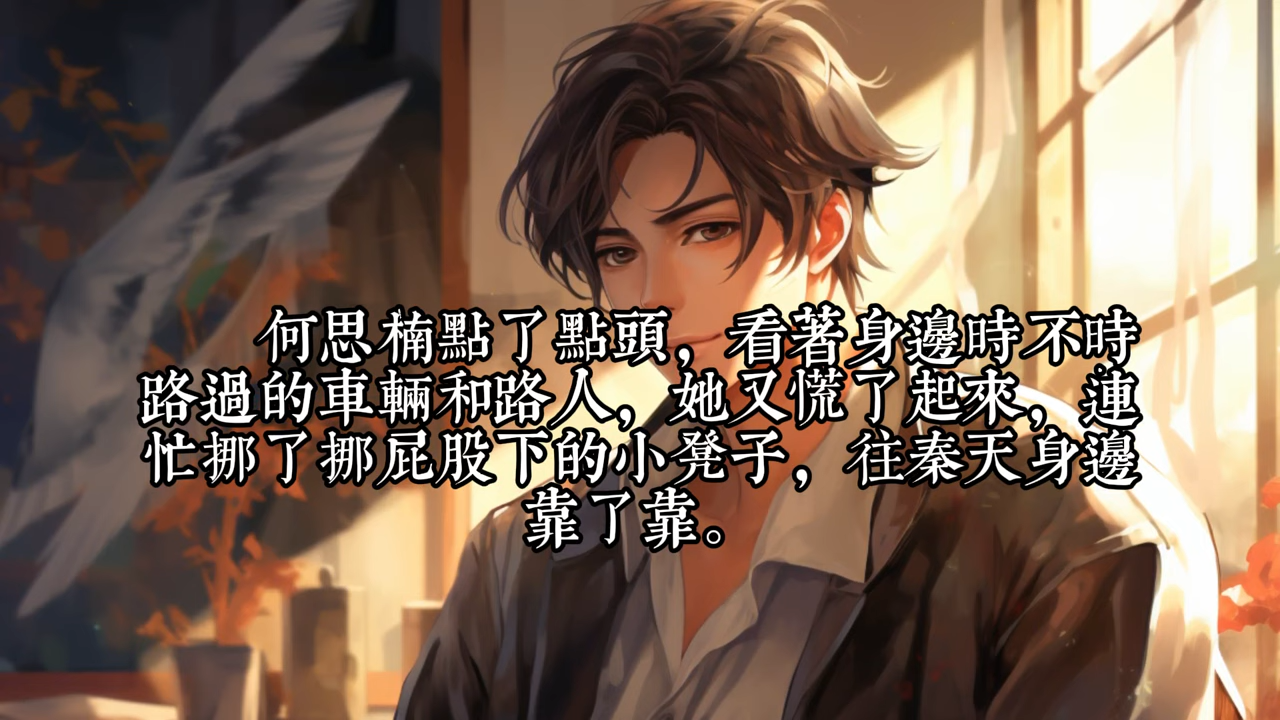 何思楠點了點頭，看著身邊時不時
路過的車輛和路人，她又慌了起來，連
忙挪了挪屁股下的小凳子，往秦天身邊
靠了靠。